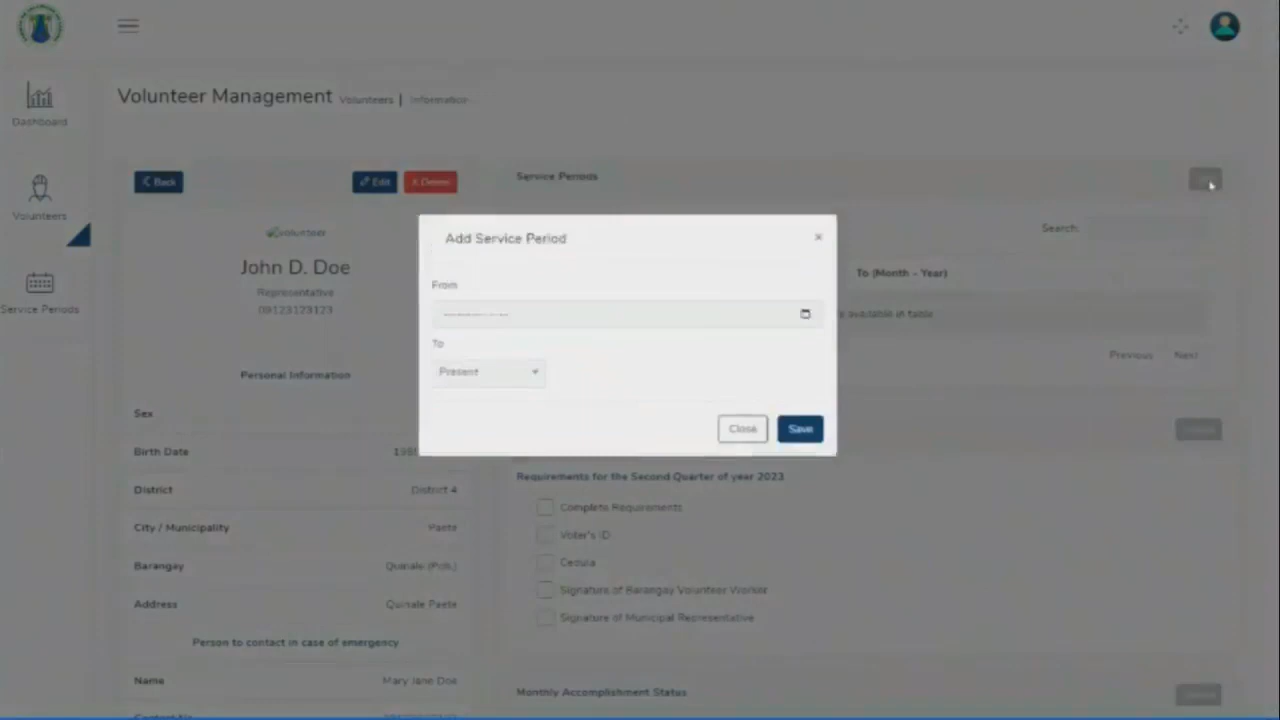 Volunteer Management Volunteers | Information
Dashboard
Volunteers
Service Periods
Back
Edit
x Delete
volunteer
John D. Doe
Representative
09123123123
Personal Information
Sex
Birth Date
District District 4
City / Municipality Paete
Barangay Quinale (Pob.)
Address Quinale Paete
Person to contact in case of emergency
Name Mary Jane Doe
Service Periods
Search:
To (Month - Year)
available in table
Previous Next
Add Service Period
×
From
To
Present
Close
Save
Requirements for the Second Quarter of year 2023
Complete Requirements
Voter's ID
Cedula
Signature of Barangay Volunteer Worker
Signature of Municipal Representative
Monthly Accomplishment Status